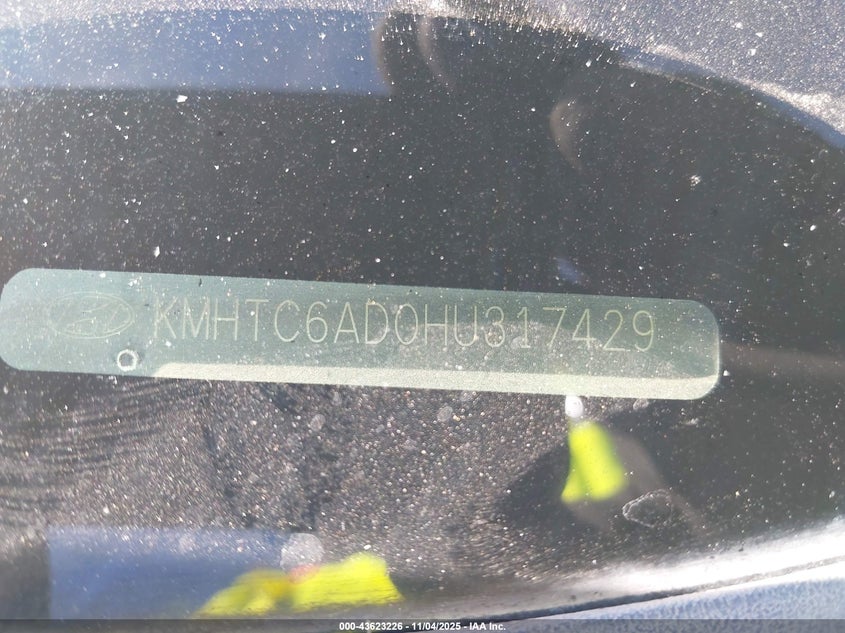 KMHTC6AD0HU317429
000-43623226 - 11/04/2025 - IAA Inc.